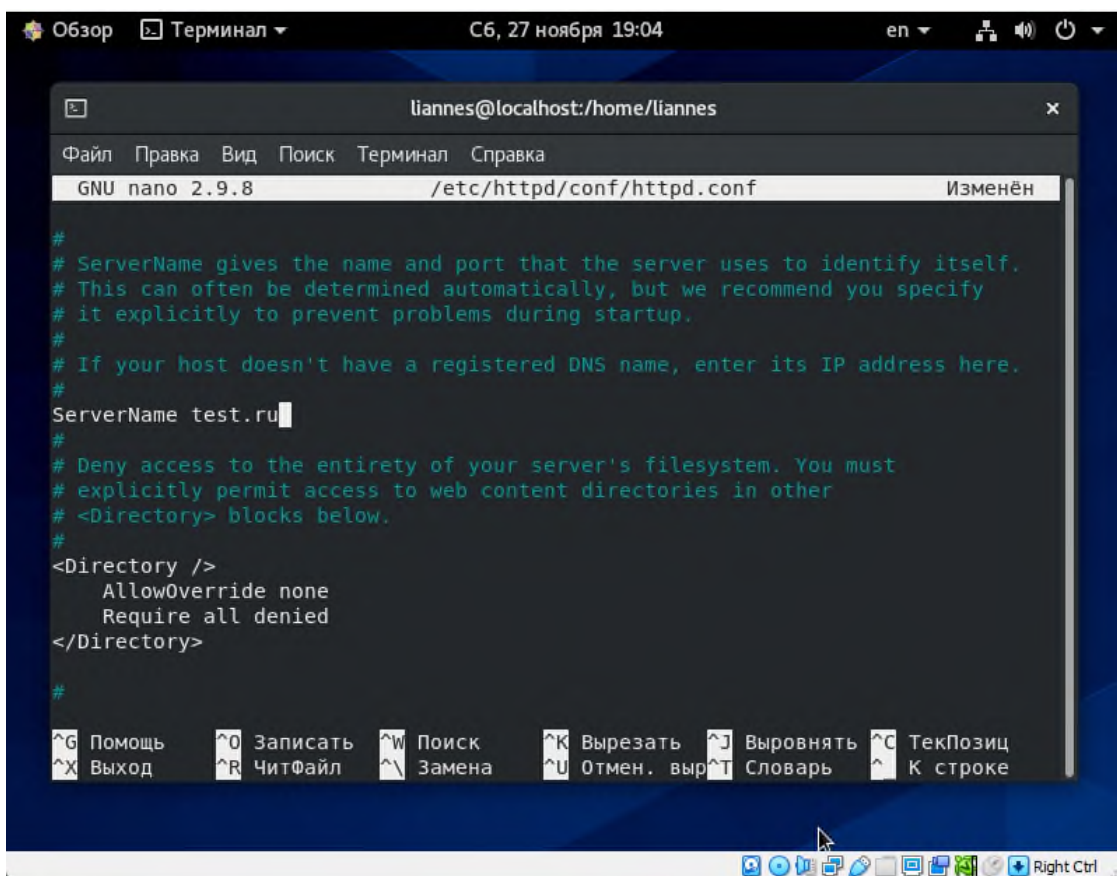 Обзор Терминал Сб, 27 ноября 19:04 en
liannes@localhost:/home/liannes
Файл Правка Вид Поиск Терминал Справка
GNU nano 2.9.8 /etc/httpd/conf/httpd.conf Изменён
#
# ServerName gives the name and port that the server uses to identify itself.
# This can often be determined automatically, but we recommend you specify
# it explicitly to prevent problems during startup.
#
# If your host doesn't have a registered DNS name, enter its IP address here.
#
ServerName test.ru
#
# Deny access to the entirety of your server's filesystem. You must
# explicitly permit access to web content directories in other
# <Directory> blocks below.
#
<Directory />
    AllowOverride none
    Require all denied
</Directory>
#
^G Помощь ^O Записать ^W Поиск ^K Вырезать ^J Выровнять ^C ТекПозиц
^X Выход ^R ЧитФайл ^\ Замена ^U Отмен. выр ^T Словарь ^_ К строке
Right Ctrl